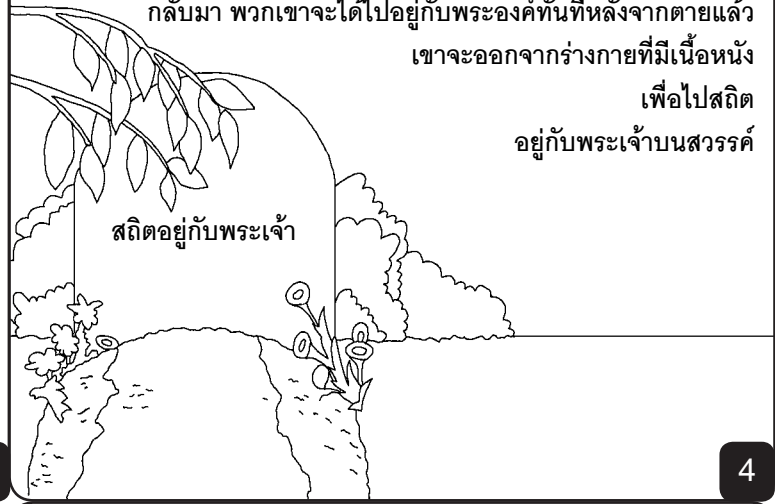 กลับมา พวกเขาจะได้ไปอยู่กับพระองค์ทันทีหลังจากตายแล้ว
เขาจะออกจากร่างกายที่มีเนื้อหนัง
เพื่อไปสถิต
อยู่กับพระเจ้าบนสวรรค์
สถิตอยู่กับพระเจ้า
4